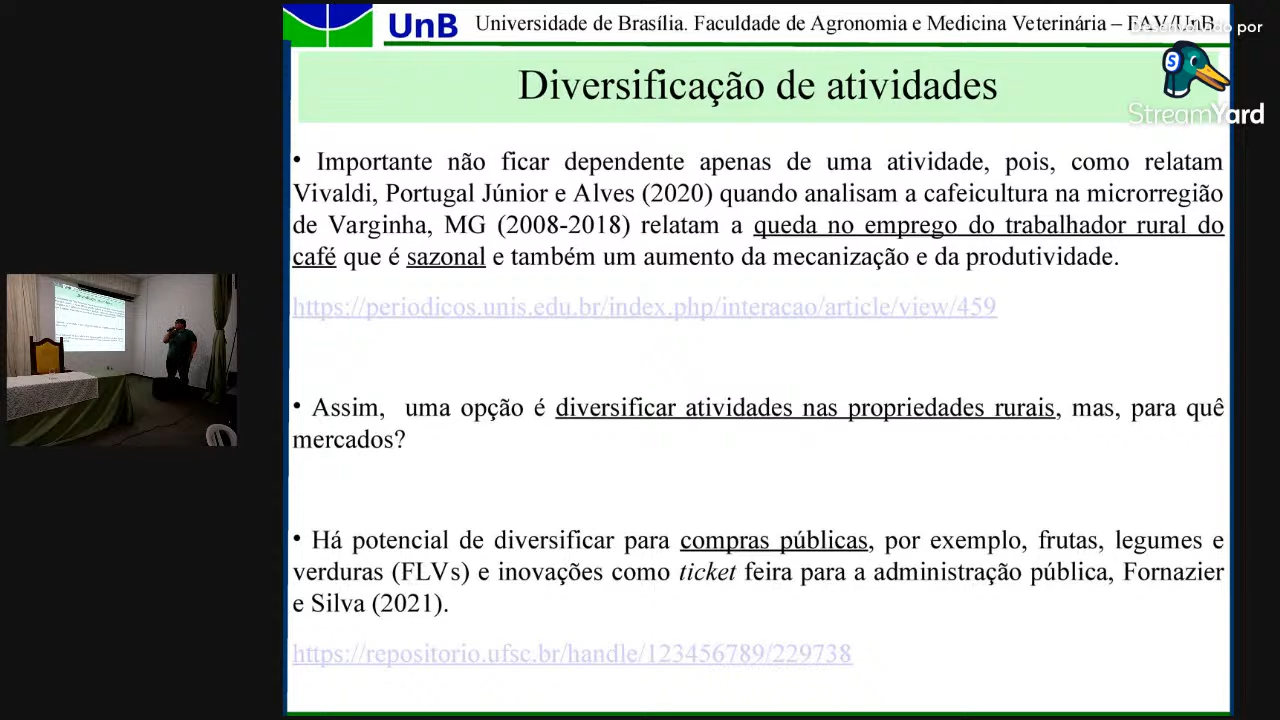 UnB
Universidade de Brasília. Faculdade de Agronomia e Medicina Veterinária – FAV/UnB.
Desenvolvido por
StreamYard
Diversificação de atividades
• Importante não ficar dependente apenas de uma atividade, pois, como relatam
Vivaldi, Portugal Júnior e Alves (2020) quando analisam a cafeicultura na microrregião
de Varginha, MG (2008-2018) relatam a queda no emprego do trabalhador rural do
café que é sazonal e também um aumento da mecanização e da produtividade.
https://periodicos.unis.edu.br/index.php/interacao/article/view/459
• Assim, uma opção é diversificar atividades nas propriedades rurais, mas, para quê
mercados?
• Há potencial de diversificar para compras públicas, por exemplo, frutas, legumes e
verduras (FLVs) e inovações como ticket feira para a administração pública, Fornazier
e Silva (2021).
https://repositorio.ufsc.br/handle/123456789/229738